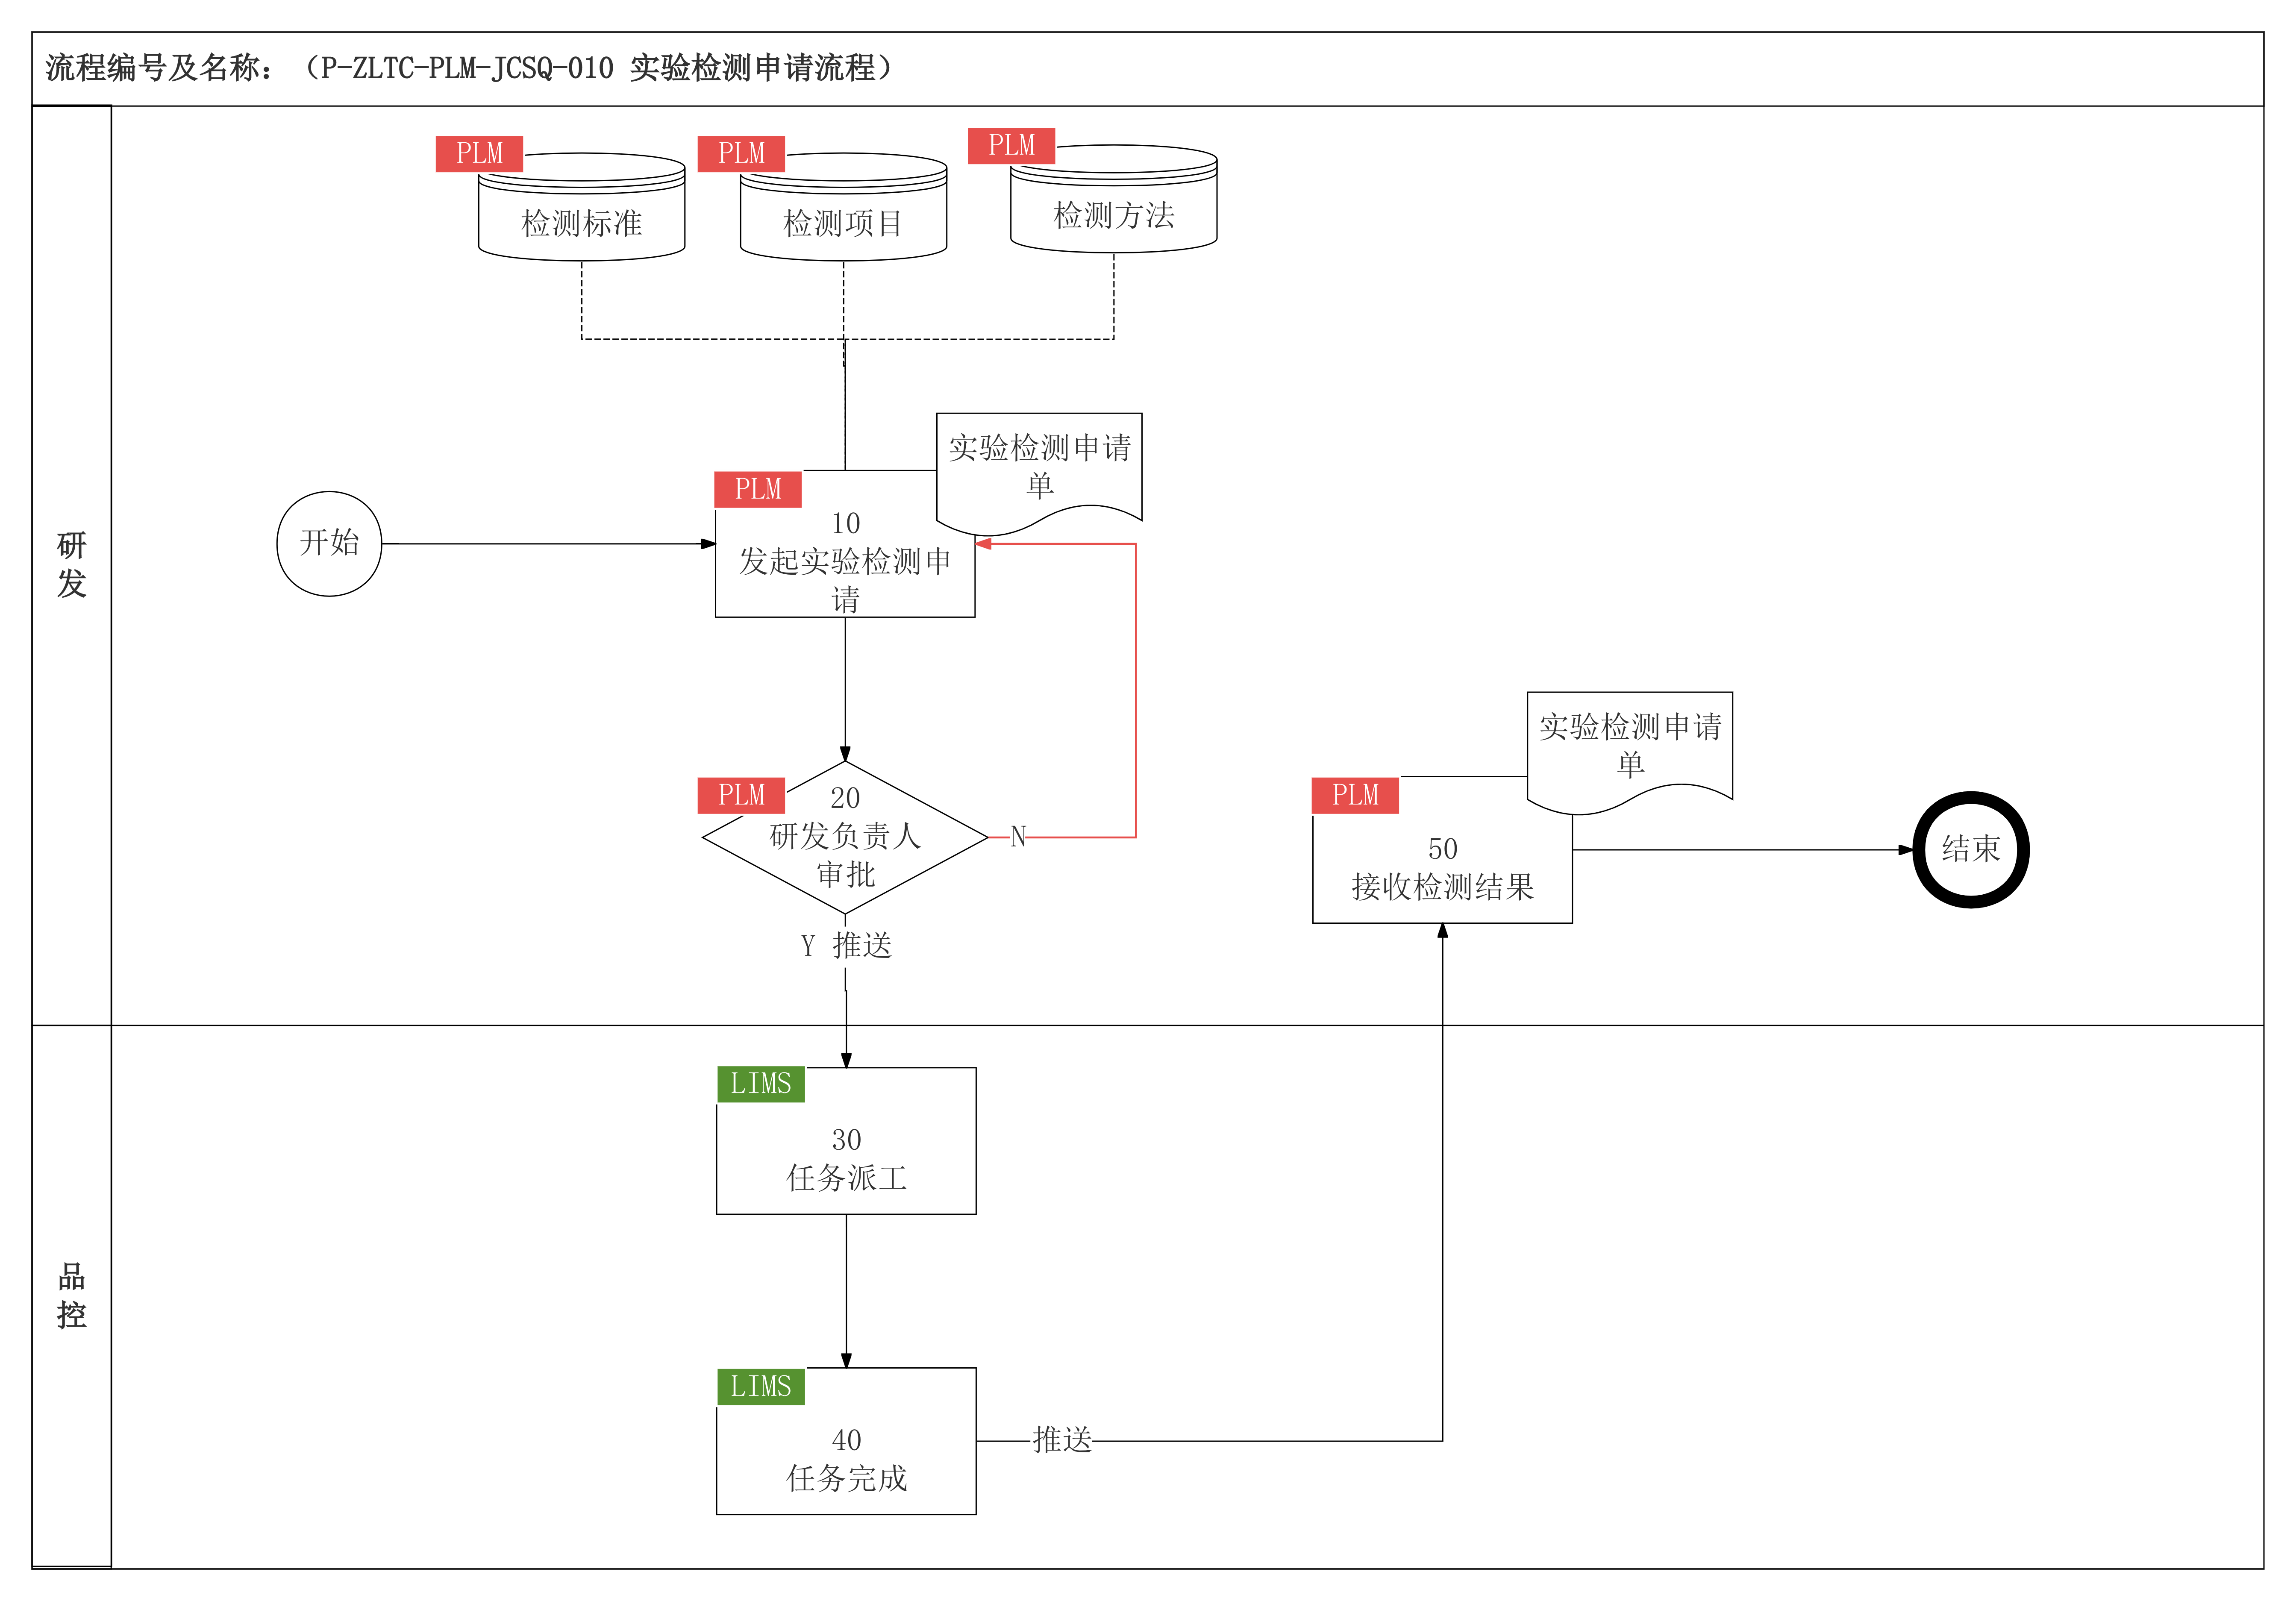 流程编号及名称：（P-ZLTC-PLM-JCSQ-010 实验检测申请流程）
研
发
PLM
检测标准
PLM
检测项目
PLM
检测方法
开始
PLM
10
发起实验检测申
请
实验检测申请
单
PLM
20
研发负责人
审批
N
Y 推送
PLM
50
接收检测结果
实验检测申请
单
结束
品
控
LIMS
30
任务派工
LIMS
40
任务完成
推送